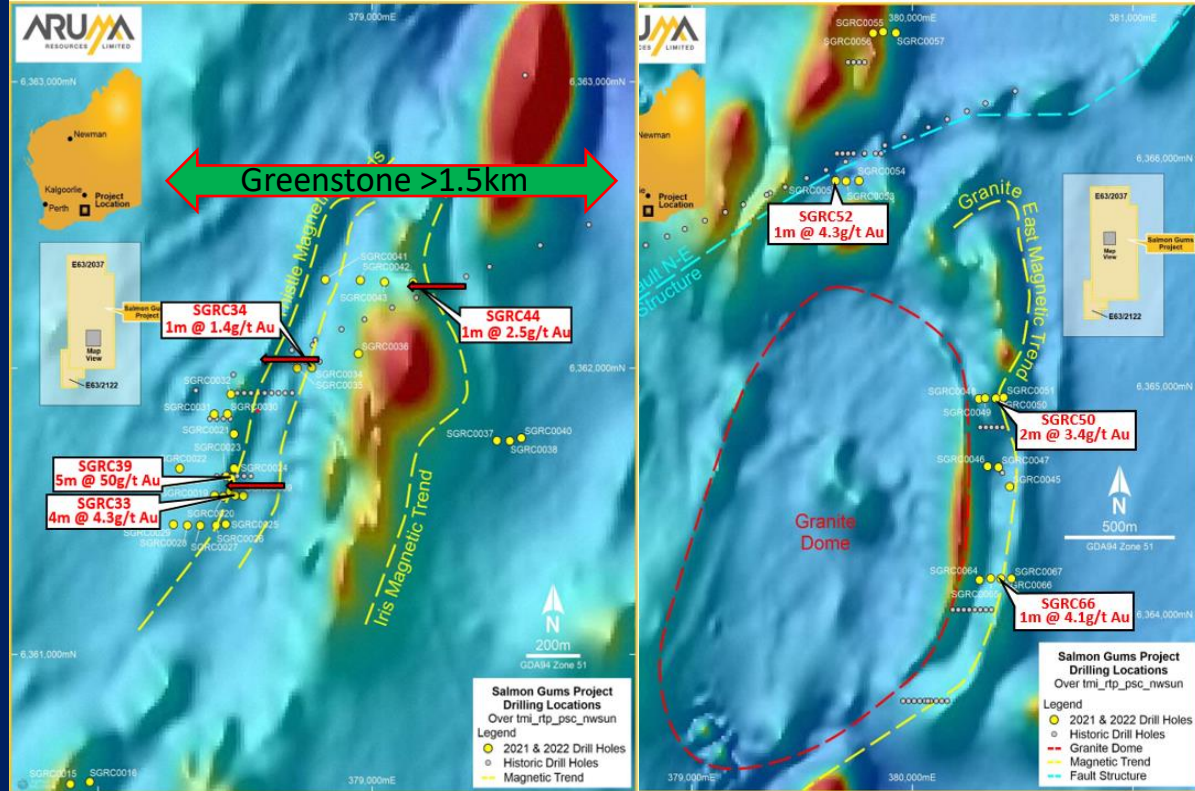 ARUMA
RESOURCES LIMITED
379,000mE
6,363,000mN
6,363,000mN
Newman
Kalgoorlie
Perth
Project
Location
Greenstone >1.5km
E63/2037
Salmon Gums
Project
Map
View
E63/2122
SGRC0041
SGRC0042
SGRC0043
SGRC34
1m @ 1.4g/t Au
SGRC44
1m @ 2.5g/t Au
SGRC0036
SGRC0034
SGRC0035
6,362,000mN
SGRC0032
SGRC0031
SGRC0030
SGRC0021
SGRC0023
SGRC0022
SGRC0024
SGRC0037
SGRC0040
SGRC0038
SGRC39
5m @ 50g/t Au
SGRC0019
SGRC33
4m @ 4.3g/t Au
SGRC0020
SGRC0025
SGRC0026
SGRC0027
SGRC0028
SGRC0029
Iris Magnetic Trend
N
200m
GDA94 Zone 51
6,361,000mN
Salmon Gums Project
Drilling Locations
Over tmi_rtp_psc_nwsun
Legend
2021 & 2022 Drill Holes
Historic Drill Holes
Magnetic Trend
SGRC0015
SGRC0016
379,000mE
RESOURCES LIMITED
380,000mE
381,000mE
SGRC0055
SGRC0056
SGRC0057
6,366,000mN
SGRC0054
SGRC0053
SGRC52
1m @ 4.3g/t Au
N-E
Structure
Granite East Magnetic Trend
E63/2037
Salmon Gums
Project
Map
View
E63/2122
6,365,000mN
SGRC0048
SGRC0051
SGRC0049
SGRC0050
SGRC50
2m @ 3.4g/t Au
SGRC0046
SGRC0047
SGRC0045
N
500m
GDA94 Zone 51
Granite
Dome
SGRC0064
SGRC0067
SGRC66
1m @ 4.1g/t Au
6,364,000mN
Salmon Gums Project
Drilling Locations
Over tmi_rtp_psc_nwsun
Legend
2021 & 2022 Drill Holes
Historic Drill Holes
Granite Dome
Magnetic Trend
Fault Structure
379,000mE
380,000mE